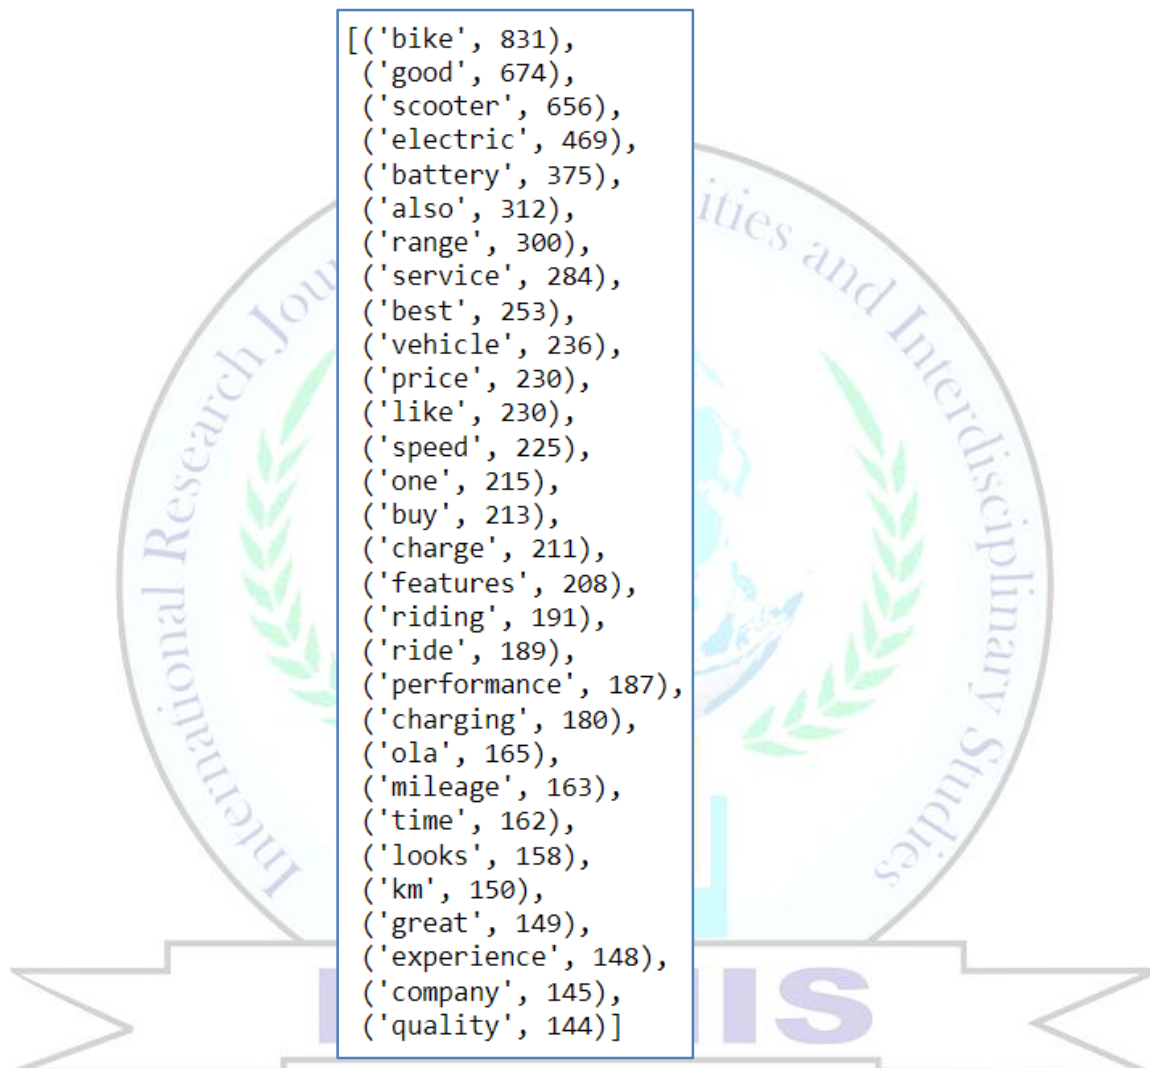 [('bike', 831),
('good', 674),
('scooter', 656),
('electric', 469),
('battery', 375),
('also', 312),
('range', 300),
('service', 284),
('best', 253),
('vehicle', 236),
('price', 230),
('like', 230),
('speed', 225),
('one', 215),
('buy', 213),
('charge', 211),
('features', 208),
('riding', 191),
('ride', 189),
('performance', 187),
('charging', 180),
('ola', 165),
('mileage', 163),
('time', 162),
('looks', 158),
('km', 150),
('great', 149),
('experience', 148),
('company', 145),
('quality', 144)]
International Research
and Interdisciplinary Studies